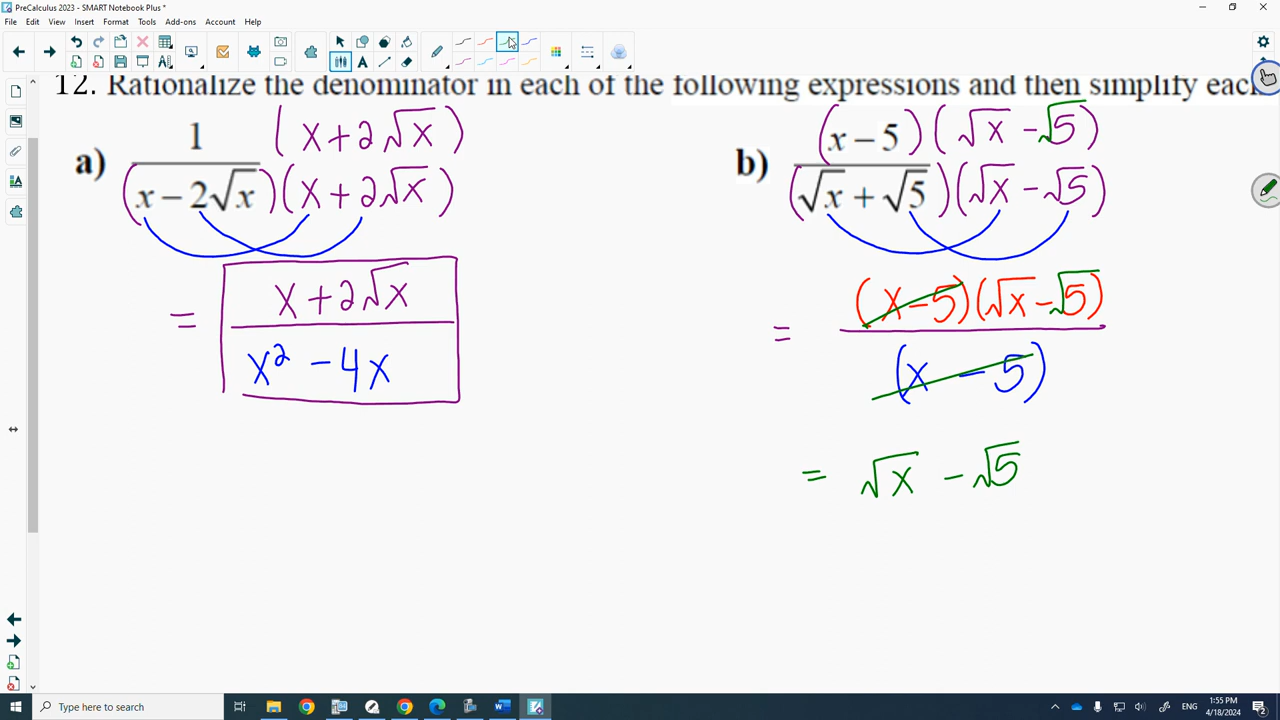 PreCalculus 2023 - SMART Notebook Plus *
File Edit View Insert Format Tools Add-ons Account Help
12. Rationalize the denominator in each of the following expressions and then simplify each
a) 1 (x + 2√x)
(x − 2√x)(x + 2√x)
= x + 2√x
x² − 4x
b) (x − 5)(√x − √5)
(√x + √5)(√x − √5)
= (x − 5)(√x − √5)
(x − 5)
= √x − √5
Type here to search
ENG
1:55 PM
4/18/2024